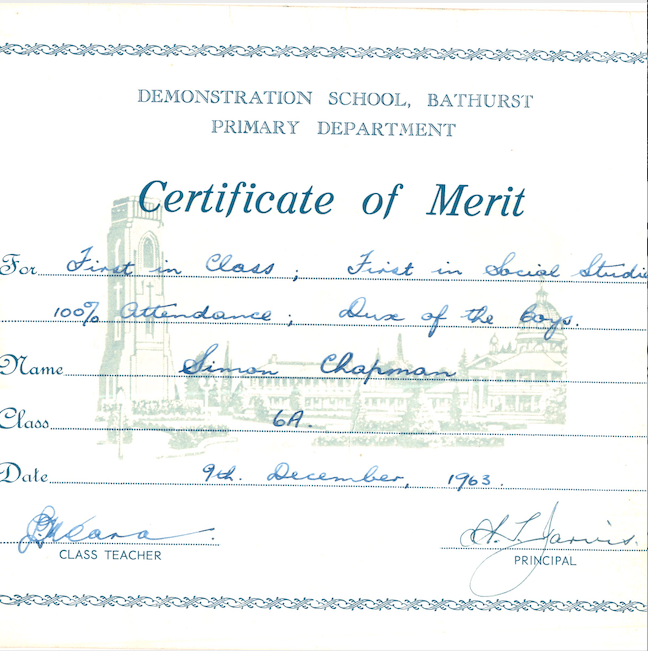 DEMONSTRATION SCHOOL, BATHURST
PRIMARY DEPARTMENT
Certificate of Merit
For First in Class; First in Social Studie
100% Attendance; Dux of the Boys.
Name Simon Chapman
Class 6A.
Date 9th. December, 1963.
H. L. Jarvis.
CLASS TEACHER PRINCIPAL